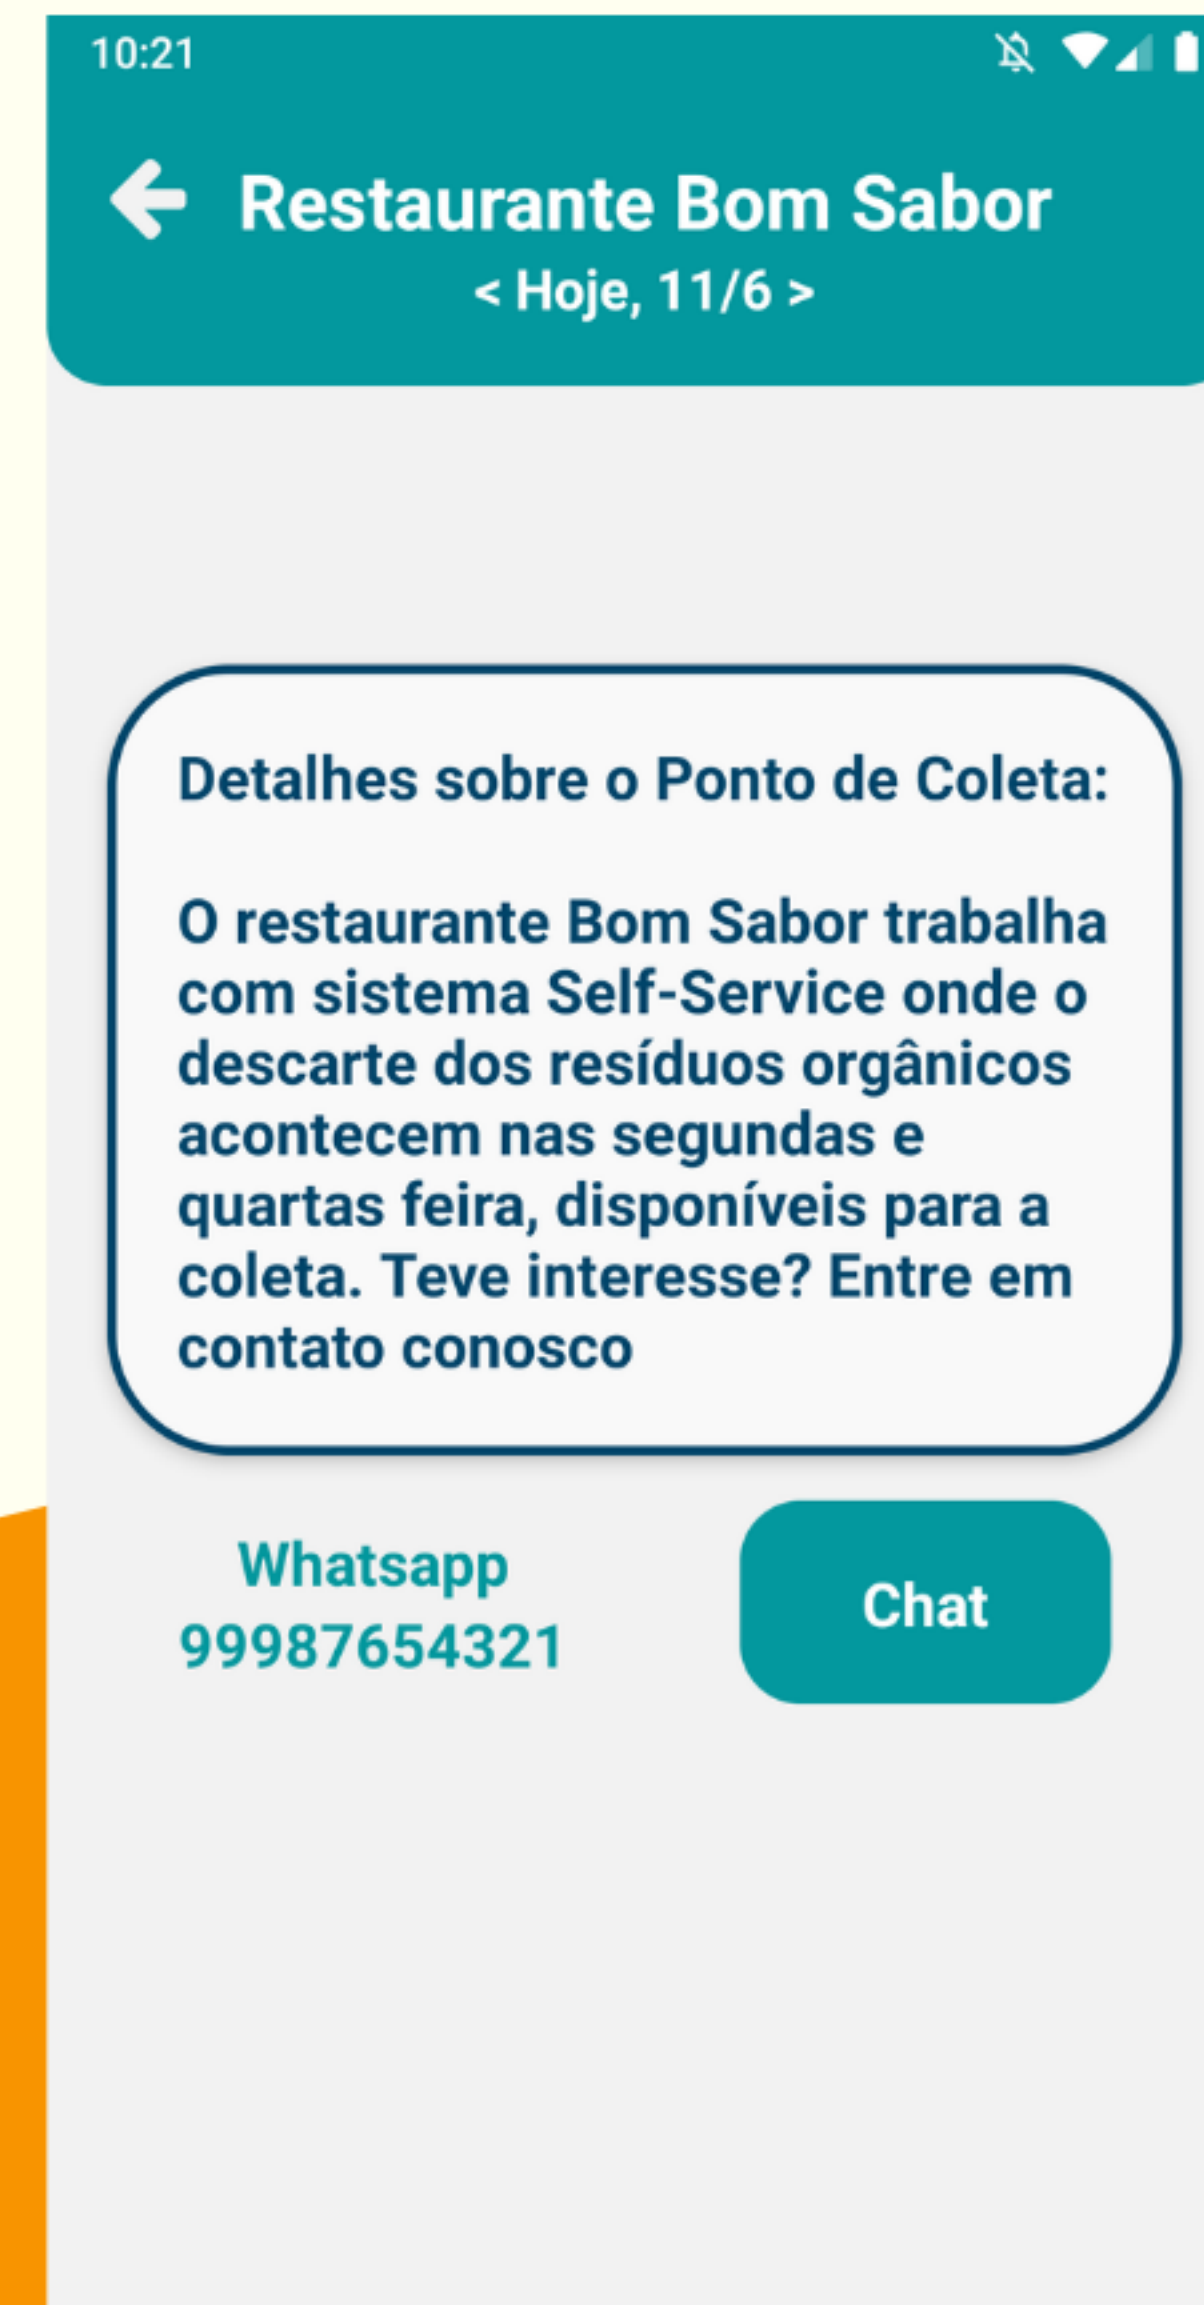 10:21
Restaurante Bom Sabor
< Hoje, 11/6 >
Detalhes sobre o Ponto de Coleta:
O restaurante Bom Sabor trabalha
com sistema Self-Service onde o
descarte dos resíduos orgânicos
acontecem nas segundas e
quartas feira, disponíveis para a
coleta. Teve interesse? Entre em
contato conosco
Whatsapp
99987654321
Chat